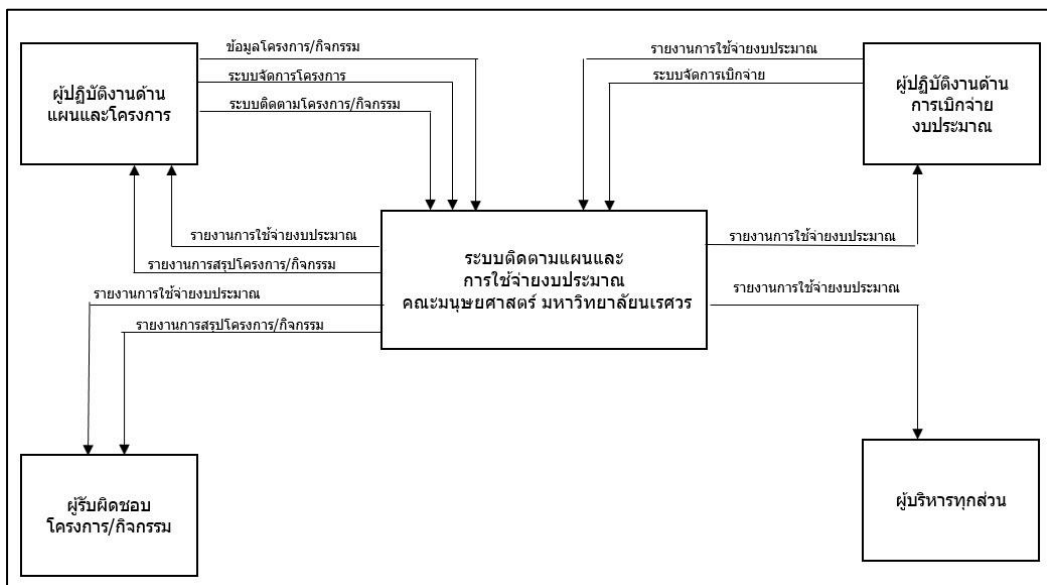 ข้อมูลโครงการ/กิจกรรม
ระบบจัดการโครงการ
ระบบติดตามโครงการ/กิจกรรม
ผู้ปฏิบัติงานด้าน
แผนและโครงการ
รายงานการใช้จ่ายงบประมาณ
ระบบจัดการเบิกจ่าย
ผู้ปฏิบัติงานด้าน
การเบิกจ่าย
งบประมาณ
รายงานการใช้จ่ายงบประมาณ
รายงานการสรุปโครงการ/กิจกรรม
รายงานการใช้จ่ายงบประมาณ
รายงานการสรุปโครงการ/กิจกรรม
ระบบติดตามแผนและ
การใช้จ่ายงบประมาณ
คณะมนุษยศาสตร์ มหาวิทยาลัยนเรศวร
รายงานการใช้จ่ายงบประมาณ
รายงานการใช้จ่ายงบประมาณ
ผู้รับผิดชอบ
โครงการ/กิจกรรม
ผู้บริหารทุกส่วน